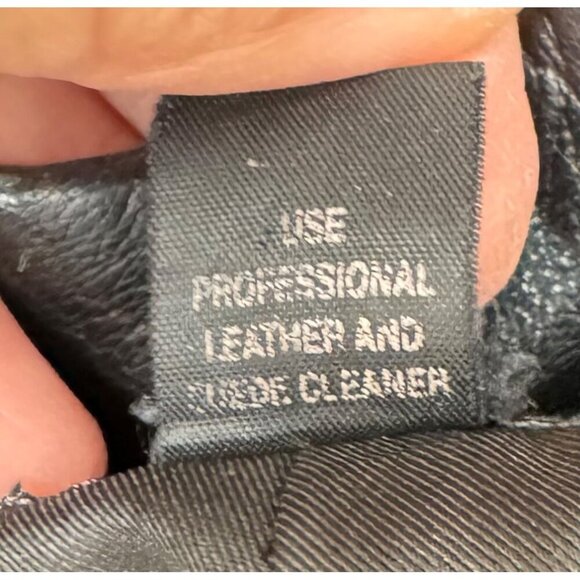 USE
PROFESSIONAL
LEATHER AND
SUEDE CLEANER